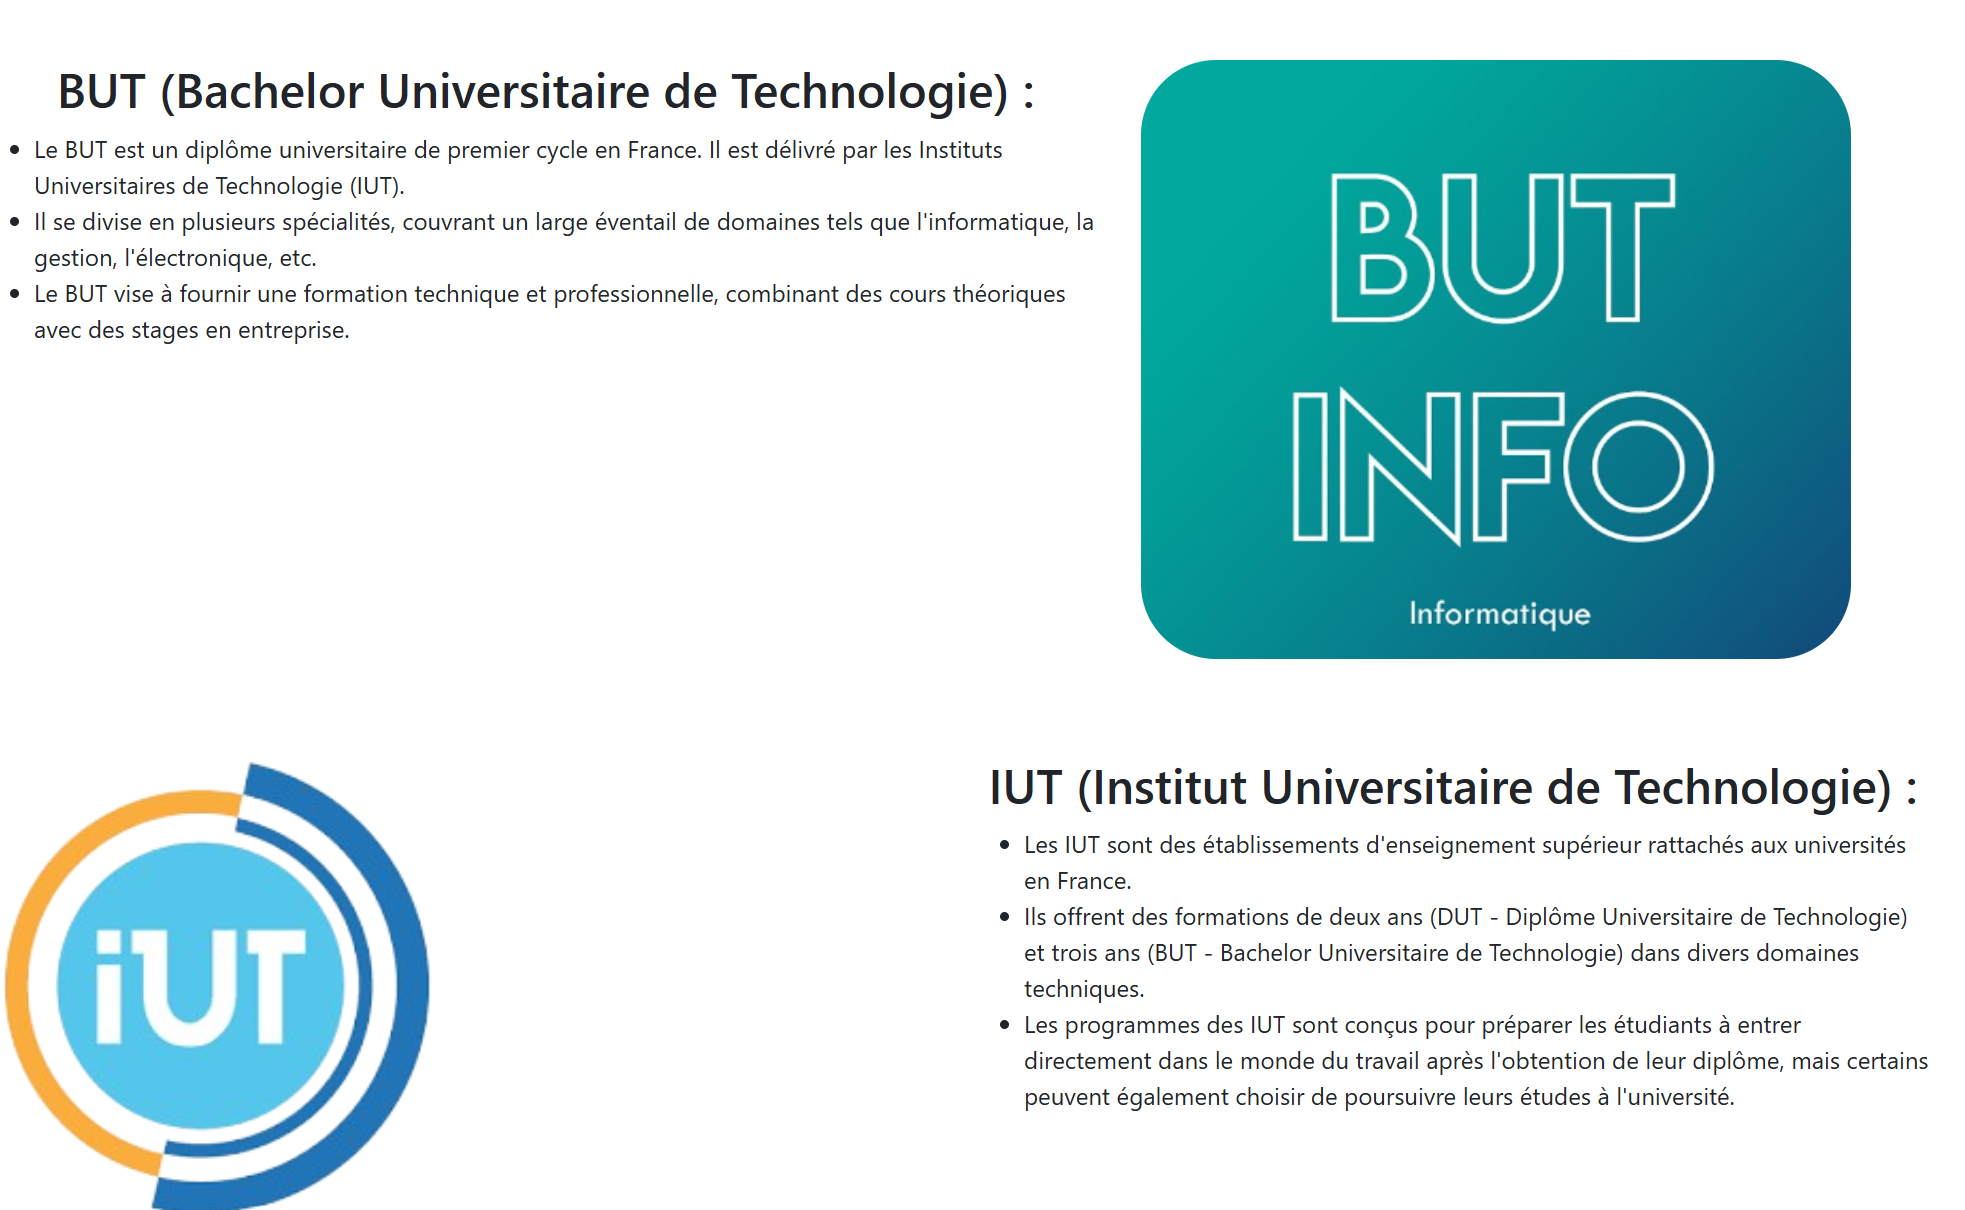 BUT (Bachelor Universitaire de Technologie) :
Le BUT est un diplôme universitaire de premier cycle en France. Il est délivré par les Instituts
Universitaires de Technologie (IUT).
Il se divise en plusieurs spécialités, couvrant un large éventail de domaines tels que l'informatique, la
gestion, l'électronique, etc.
Le BUT vise à fournir une formation technique et professionnelle, combinant des cours théoriques
avec des stages en entreprise.
BUT
INFO
Informatique
iUT
IUT (Institut Universitaire de Technologie) :
Les IUT sont des établissements d'enseignement supérieur rattachés aux universités
en France.
Ils offrent des formations de deux ans (DUT - Diplôme Universitaire de Technologie)
et trois ans (BUT - Bachelor Universitaire de Technologie) dans divers domaines
techniques.
Les programmes des IUT sont conçus pour préparer les étudiants à entrer
directement dans le monde du travail après l'obtention de leur diplôme, mais certains
peuvent également choisir de poursuivre leurs études à l'université.